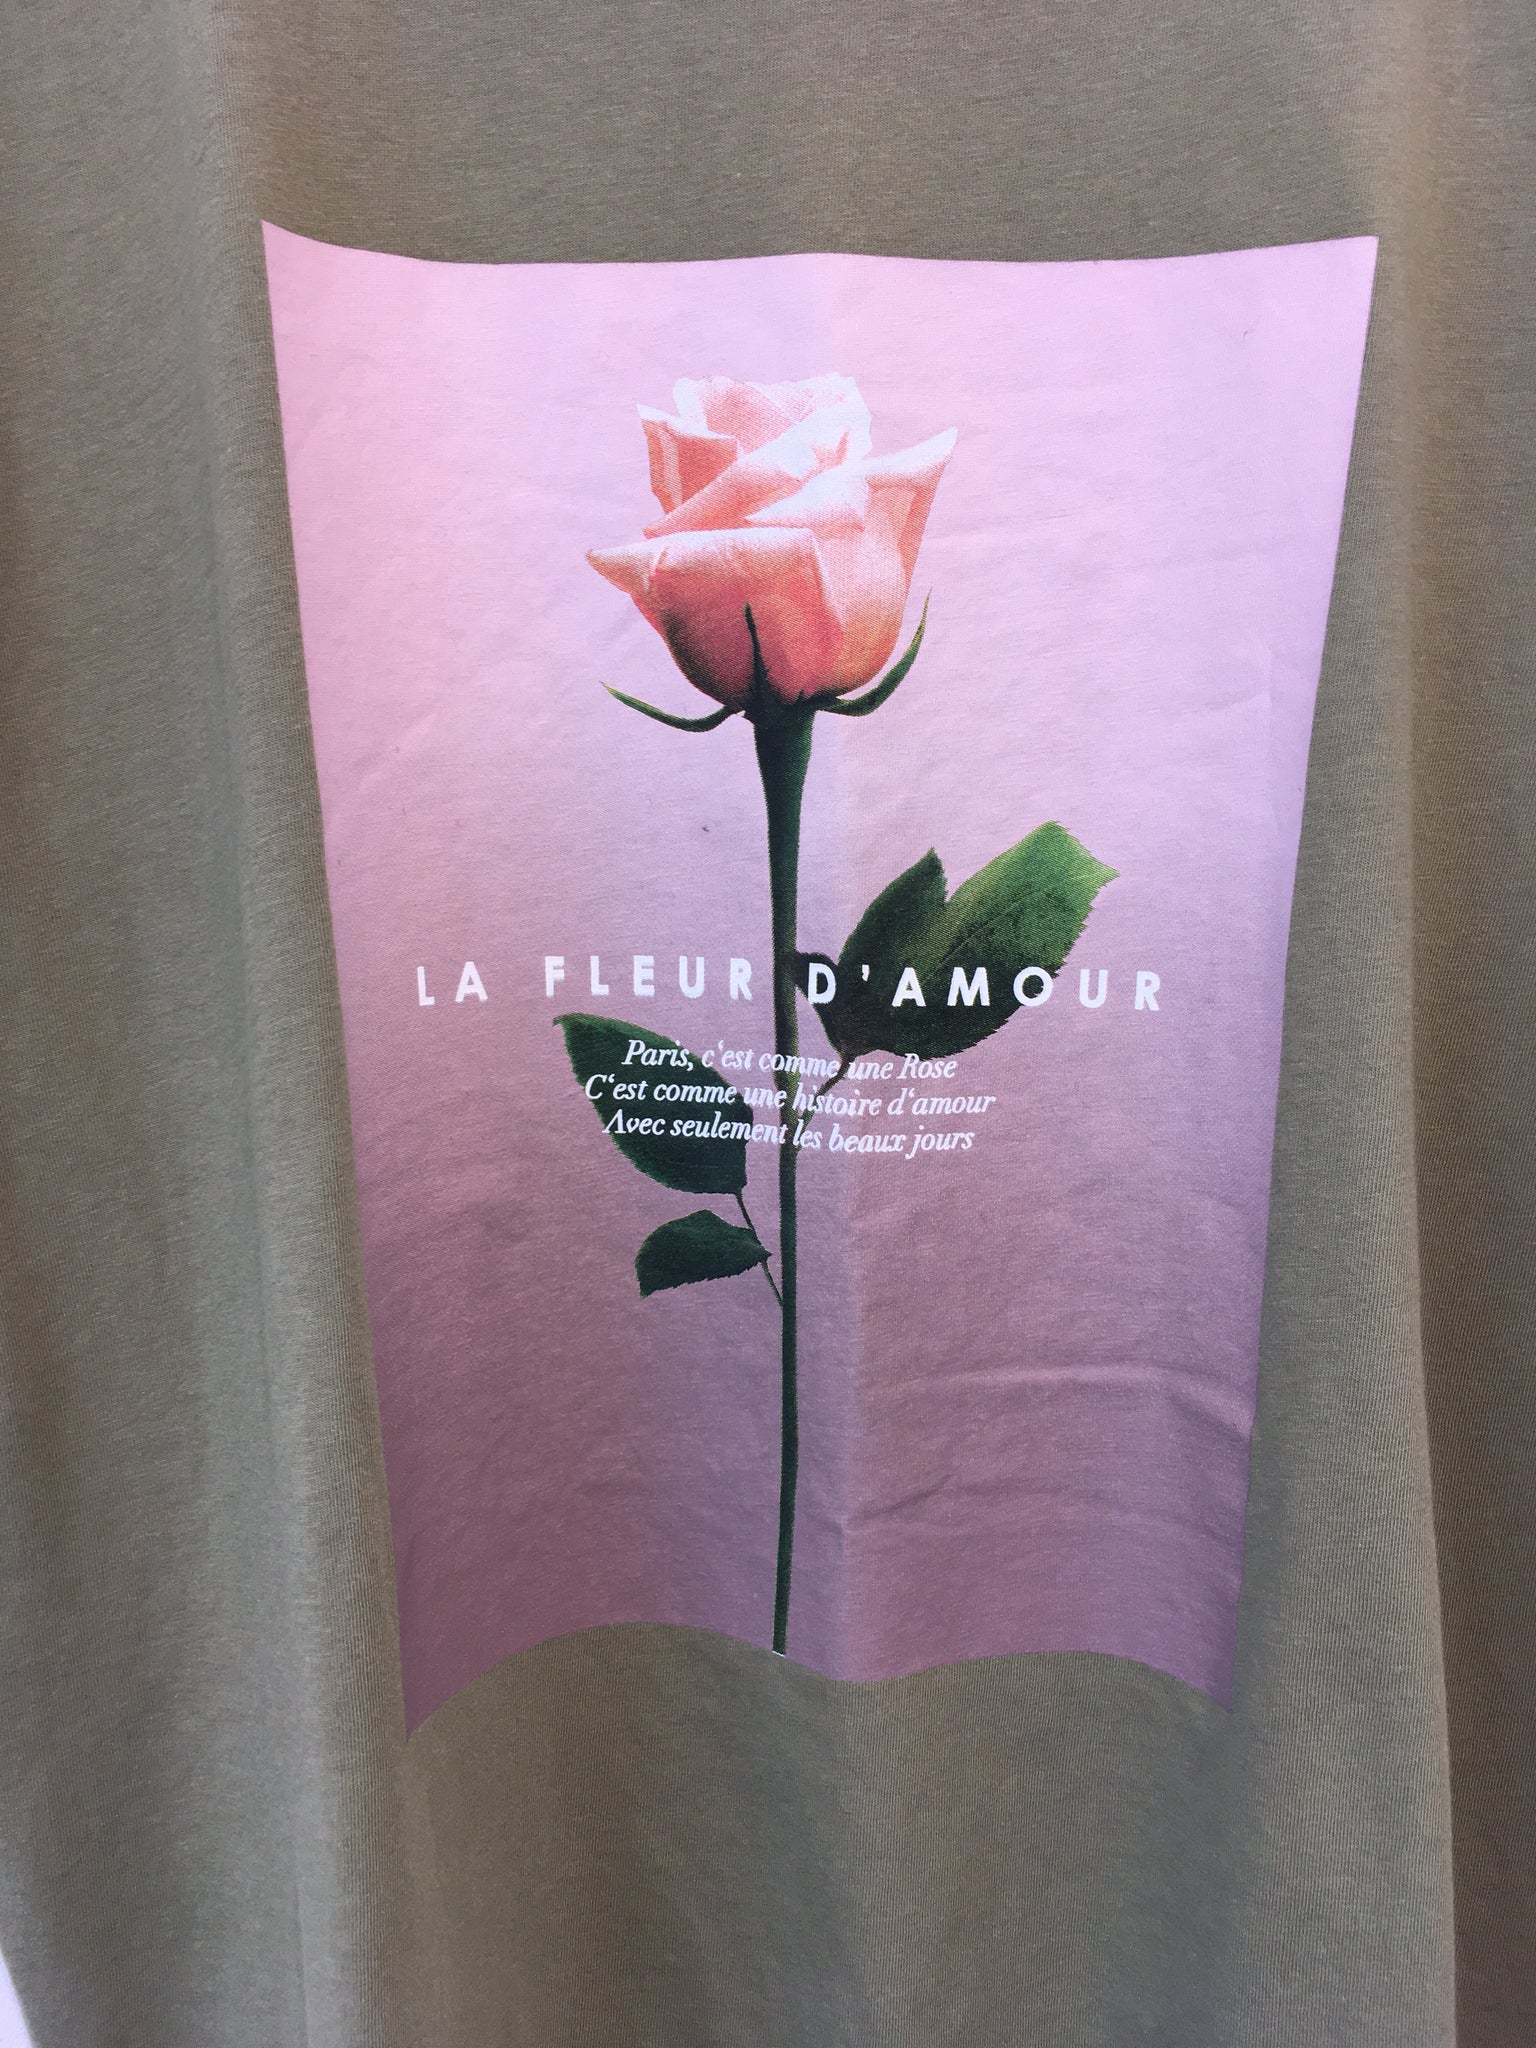 LA FLEUR D'AMOUR
Paris, c‘est comme une Rose
C‘est comme une histoire d‘amour
Avec seulement les beaux jours